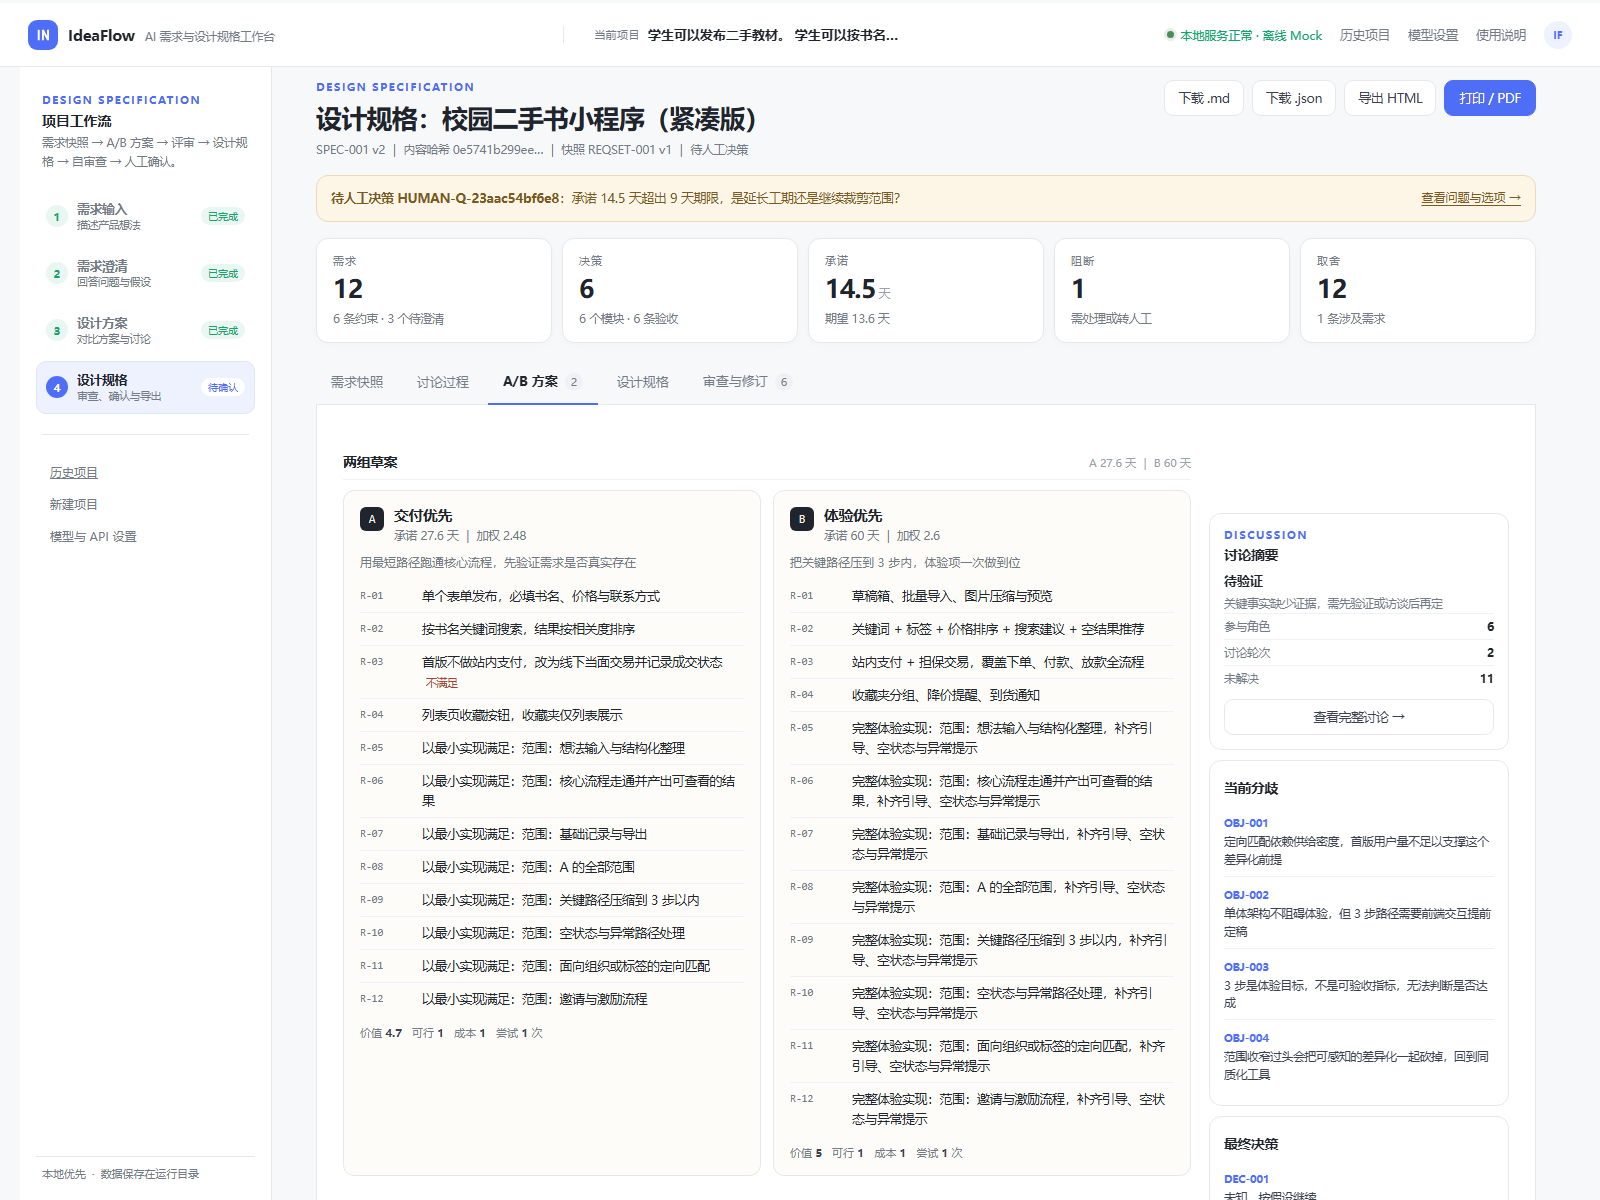 IN IdeaFlow AI 需求与设计规格工作台
当前项目 学生可以发布二手教材。 学生可以按书名...
本地服务正常 · 离线 Mock 历史项目 模型设置 使用说明 IF
DESIGN SPECIFICATION
项目工作流
需求快照 → A/B 方案 → 评审 → 设计规
格 → 自审查 → 人工确认。
1 需求输入 已完成
描述产品想法
2 需求澄清 已完成
回答问题与假设
3 设计方案 已完成
对比方案与讨论
4 设计规格 待确认
审查、确认与导出
历史项目
新建项目
模型与 API 设置
本地优先 · 数据保存在运行目录
DESIGN SPECIFICATION
设计规格：校园二手书小程序（紧凑版）
SPEC-001 v2 | 内容哈希 0e5741b299ee... | 快照 REQSET-001 v1 | 待人工决策
下载 .md 下载 .json 导出 HTML 打印 / PDF
待人工决策 HUMAN-Q-23aac54bf6e8：承诺 14.5 天超出 9 天期限，是延长工期还是继续裁剪范围？ 查看问题与选项 →
需求
12
6 条约束 · 3 个待澄清
决策
6
6 个模块 · 6 条验收
承诺
14.5 天
期望 13.6 天
阻断
1
需处理或转人工
取舍
12
1 条涉及需求
需求快照 讨论过程 A/B 方案 2 设计规格 审查与修订 6
两组草案 A 27.6 天 | B 60 天
A 交付优先
承诺 27.6 天 | 加权 2.48
用最短路径跑通核心流程，先验证需求是否真实存在
R-01 单个表单发布，必填书名、价格与联系方式
R-02 按书名关键词搜索，结果按相关度排序
R-03 首版不做站内支付，改为线下当面交易并记录成交状态
不满足
R-04 列表页收藏按钮，收藏夹仅列表展示
R-05 以最小实现满足：范围：想法输入与结构化整理
R-06 以最小实现满足：范围：核心流程走通并产出可查看的结
果
R-07 以最小实现满足：范围：基础记录与导出
R-08 以最小实现满足：范围：A 的全部范围
R-09 以最小实现满足：范围：关键路径压缩到 3 步以内
R-10 以最小实现满足：范围：空状态与异常路径处理
R-11 以最小实现满足：范围：面向组织或标签的定向匹配
R-12 以最小实现满足：范围：邀请与激励流程
价值 4.7 可行 1 成本 1 尝试 1 次
B 体验优先
承诺 60 天 | 加权 2.6
把关键路径压到 3 步内，体验项一次做到位
R-01 草稿箱、批量导入、图片压缩与预览
R-02 关键词 + 标签 + 价格排序 + 搜索建议 + 空结果推荐
R-03 站内支付 + 担保交易，覆盖下单、付款、放款全流程
R-04 收藏夹分组、降价提醒、到货通知
R-05 完整体验实现：范围：想法输入与结构化整理，补齐引
导、空状态与异常提示
R-06 完整体验实现：范围：核心流程走通并产出可查看的结
果，补齐引导、空状态与异常提示
R-07 完整体验实现：范围：基础记录与导出，补齐引导、空状
态与异常提示
R-08 完整体验实现：范围：A 的全部范围，补齐引导、空状态
与异常提示
R-09 完整体验实现：范围：关键路径压缩到 3 步以内，补齐引
导、空状态与异常提示
R-10 完整体验实现：范围：空状态与异常路径处理，补齐引
导、空状态与异常提示
R-11 完整体验实现：范围：面向组织或标签的定向匹配，补齐
引导、空状态与异常提示
R-12 完整体验实现：范围：邀请与激励流程，补齐引导、空状
态与异常提示
价值 5 可行 1 成本 1 尝试 1 次
DISCUSSION
讨论摘要
待验证
关键事实缺少证据，需先验证或访谈后再定
参与角色 6
讨论轮次 2
未解决 11
查看完整讨论 →
当前分歧
OBJ-001
定向匹配依赖供给密度，首版用户量不足以支撑这个
差异化前提
OBJ-002
单体架构不阻碍体验，但 3 步路径需要前端交互提前
定稿
OBJ-003
3 步是体验目标，不是可验收指标，无法判断是否达
成
OBJ-004
范围收窄过头会把可感知的差异化一起砍掉，回到同
质化工具
最终决策
DEC-001
未知，按假设继续